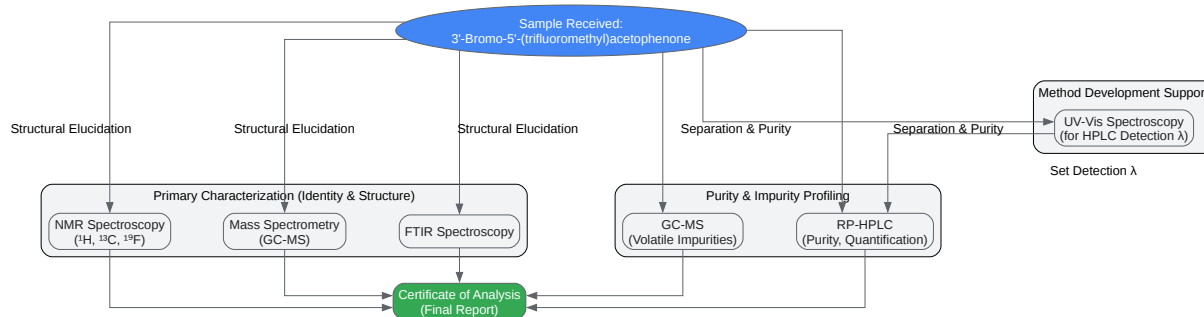 Sample Received:
3'-Bromo-5'-(trifluoromethyl)acetophenone
Method Development Support
UV-Vis Spectroscopy
(for HPLC Detection λ)
Structural Elucidation
Structural Elucidation
Structural Elucidation
Separation & Purity
Separation & Purity
Set Detection λ
Primary Characterization (Identity & Structure)
Purity & Impurity Profiling
NMR Spectroscopy
(¹H, ¹³C, ¹⁹F)
Mass Spectrometry
(GC-MS)
FTIR Spectroscopy
GC-MS
(Volatile Impurities)
RP-HPLC
(Purity, Quantification)
Certificate of Analysis
(Final Report)